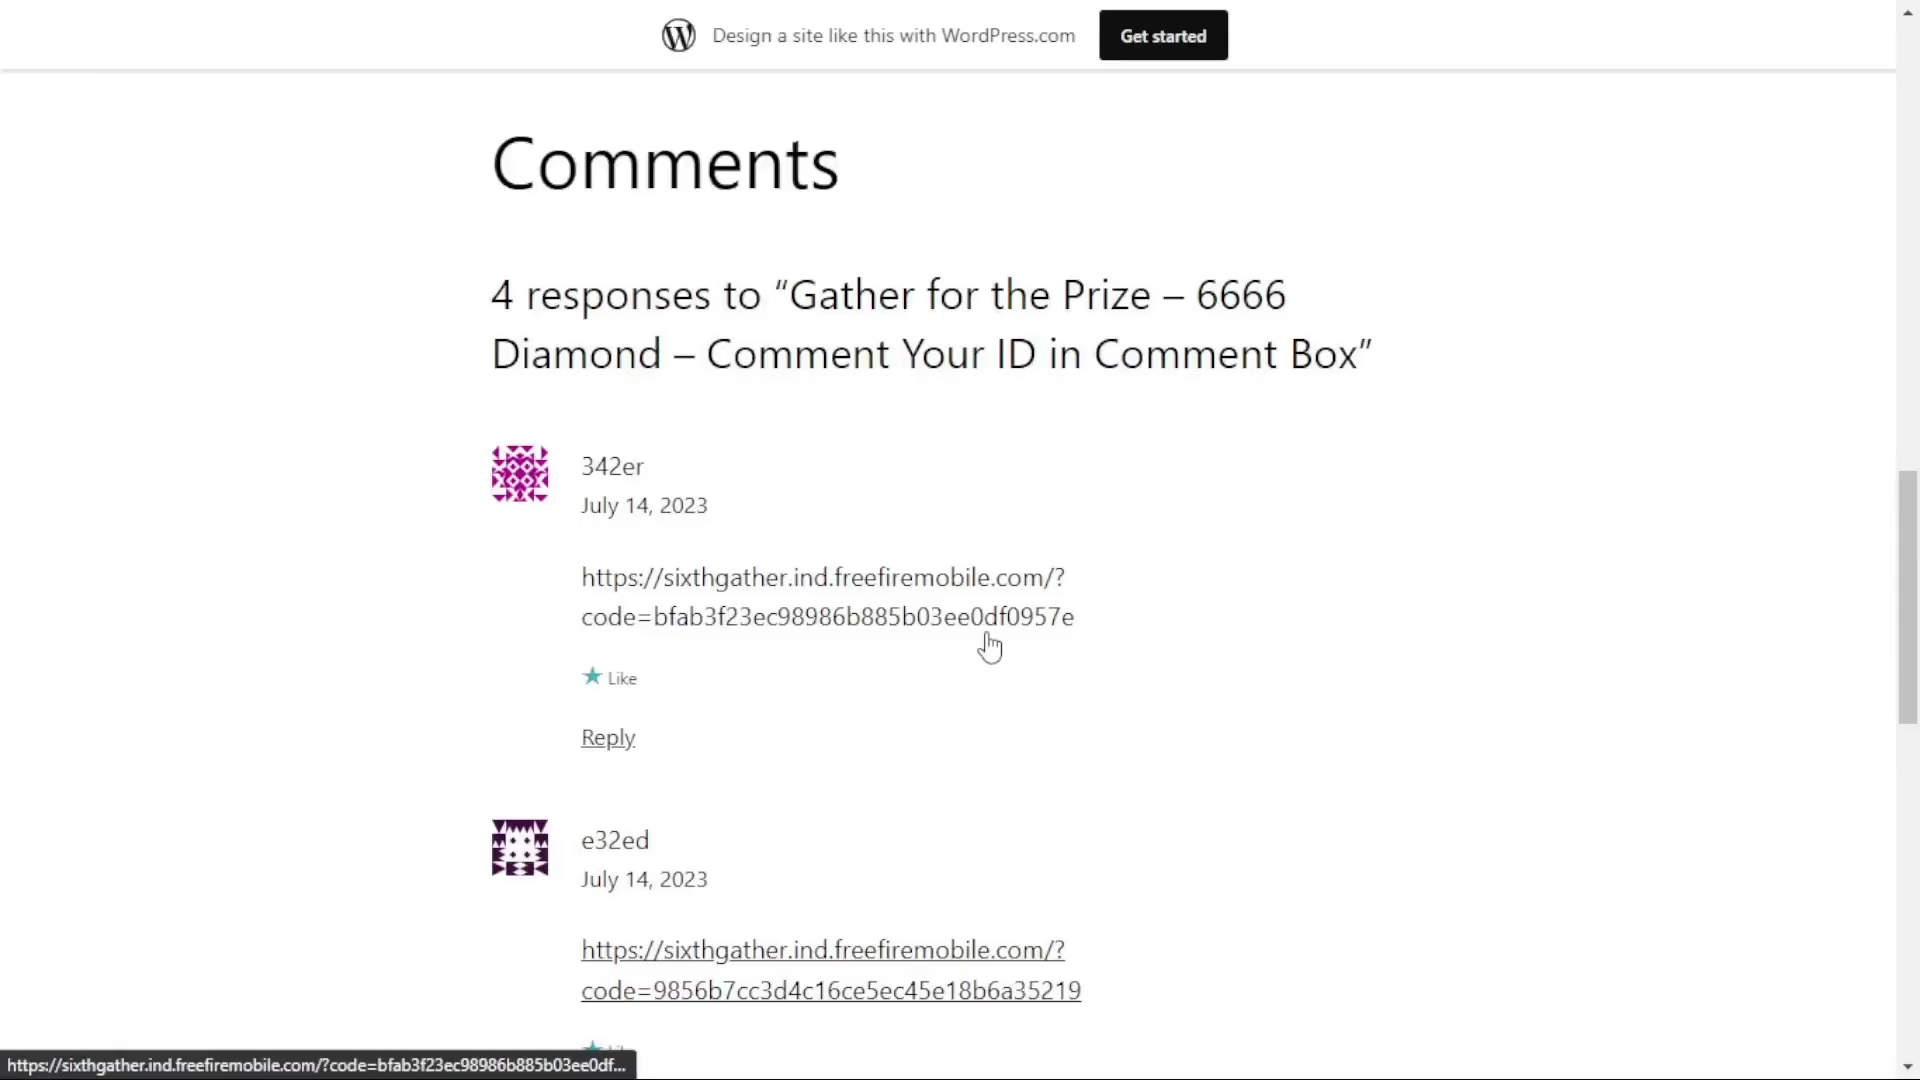 Design a site like this with WordPress.com
Get started
Comments
4 responses to “Gather for the Prize – 6666
Diamond – Comment Your ID in Comment Box”
342er
July 14, 2023
https://sixthgather.ind.freefiremobile.com/?
code=bfab3f23ec98986b885b03ee0df0957e
Like
Reply
e32ed
July 14, 2023
https://sixthgather.ind.freefiremobile.com/?
code=9856b7cc3d4c16ce5ec45e18b6a35219
https://sixthgather.ind.freefiremobile.com/?code=bfab3f23ec98986b885b03ee0df...